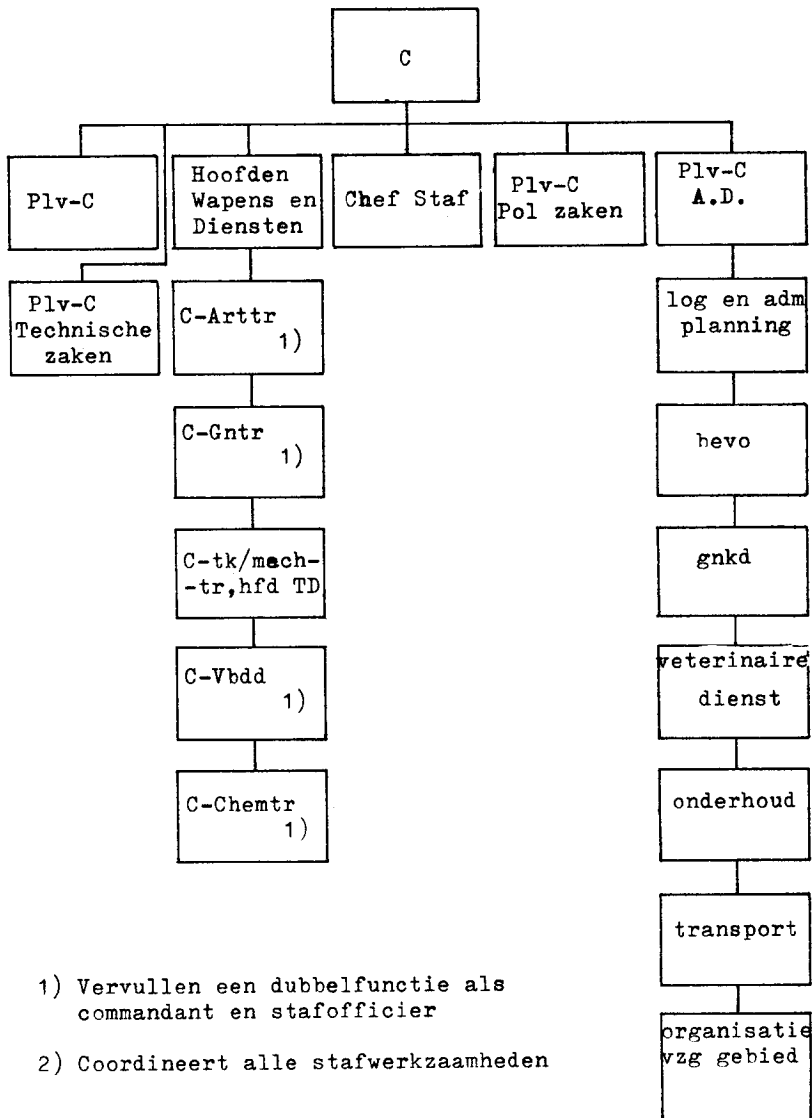 C
Plv-C
Hoofden
Wapens en
Diensten
Chef Staf
Plv-C
Pol zaken
Plv-C
A.D.
Plv-C
Technische
zaken
C-Arttr
1)
C-Gntr
1)
C-tk/mech-
-tr,hfd TD
C-Vbdd
1)
C-Chemtr
1)
log en adm
planning
bevo
gnkd
veterinaire
dienst
onderhoud
transport
organisatie
vzg gebied
1) Vervullen een dubbelfunctie als
commandant en stafofficier
2) Coordineert alle stafwerkzaamheden